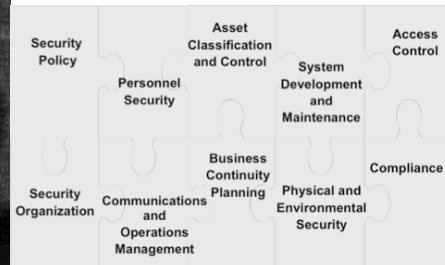 Security
Policy
Personnel
Security
Asset
Classification
and Control
System
Development
and
Maintenance
Access
Control
Security
Organization
Communications
and
Operations
Management
Business
Continuity
Planning
Physical and
Environmental
Security
Compliance